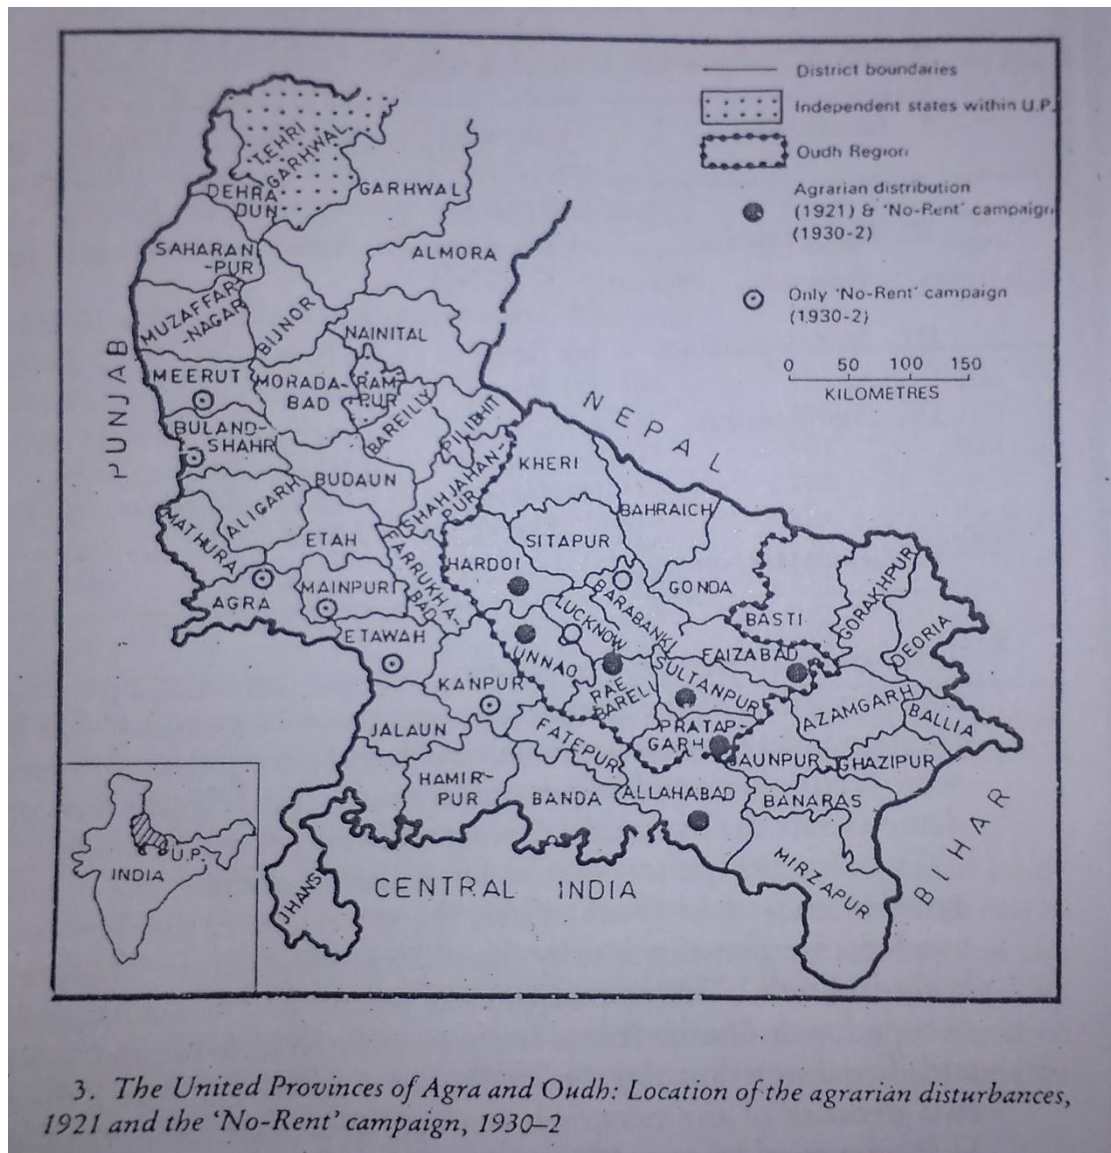 District boundaries
Independent states within U.P.
Oudh Region
Agrarian distribution
(1921) & 'No-Rent' campaign
(1930-2)
Only 'No-Rent' campaign
(1930-2)
0 50 100 150
KILOMETRES
TEHRI
GARHWAL
DEHRA
DUN
GARHWAL
SAHARAN
-PUR
ALMORA
MUZAFFAR
-NAGAR
BIJNOR
NAINITAL
PUNJAB
MEERUT
MORADA-
BAD
RAM-
PUR
BAREILLY
PILIBHIT
NEPAL
BULAND-
SHAHR
BUDAUN
SHAHJAHAN-
PUR
KHERI
BAHRAICH
ALIGARH
MATHURA
ETAH
FARRUKHA-
BAD
SITAPUR
HARDOI
GONDA
GORAKHPUR
AGRA
MAINPURI
BARABANKI
LUCKNOW
BASTI
DEORIA
ETAWAH
UNNAO
FAIZABAD
KANPUR
RAE
BARELI
SULTANPUR
AZAMGARH
BALLIA
JALAUN
FATEPUR
PRATAP-
GARH
JAUNPUR
GHAZIPUR
HAMIR-
PUR
BANDA
ALLAHABAD
BANARAS
MIRZAPUR
BIHAR
JHANSI
CENTRAL INDIA
U.P.
INDIA
3. The United Provinces of Agra and Oudh: Location of the agrarian disturbances,
1921 and the 'No-Rent' campaign, 1930–2